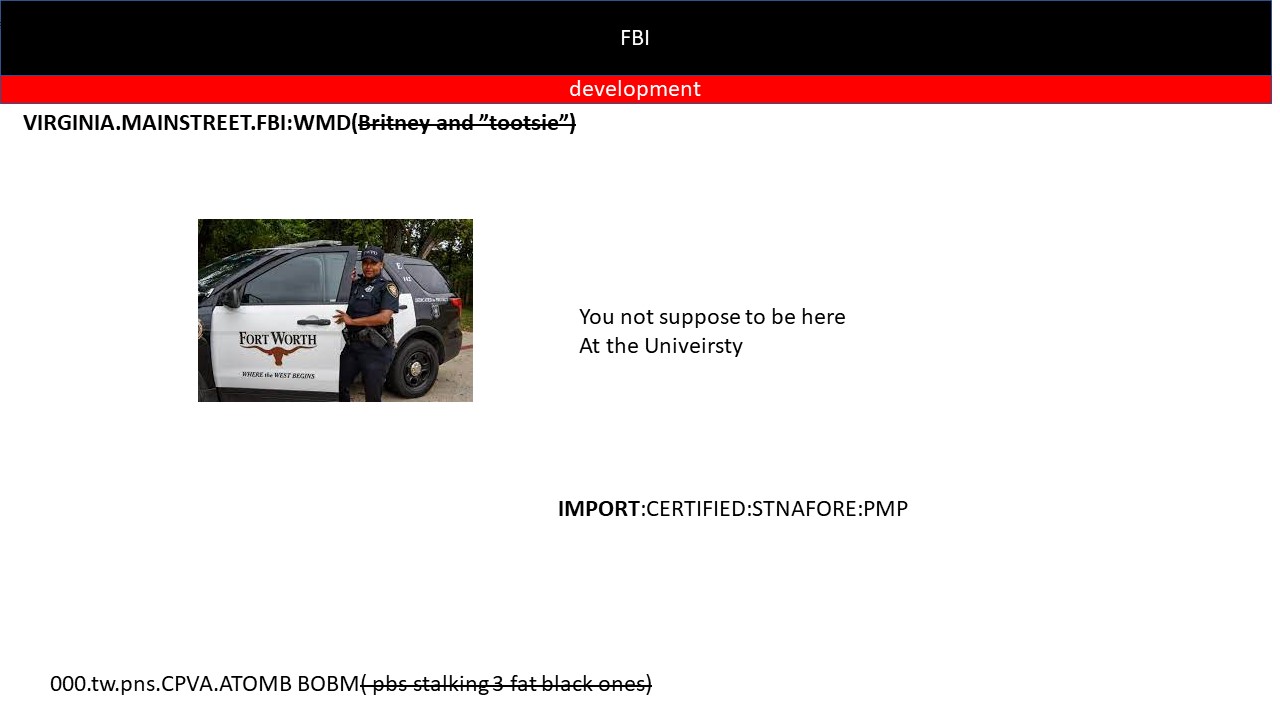 FBI
development
VIRGINIA.MAINSTREET.FBI:WMD(Britney and ”tootsie”)
FORT WORTH
WHERE the WEST BEGINS
You not suppose to be here
At the Univeirsty
IMPORT:CERTIFIED:STNAFORE:PMP
000.tw.pns.CPVA.ATOMB BOBM( pbs stalking 3 fat black ones)